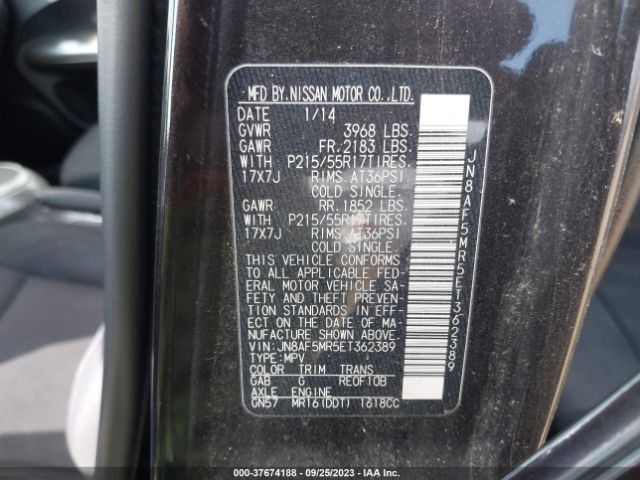 MFD BY. NISSAN MOTOR CO.,LTD.
DATE 1/14
GVWR 3968 LBS.
GAWR FR. 2183 LBS.
WITH P215/55R17TIRES.
17X7J RIMS. AT36PSI
COLD SINGLE.
GAWR RR. 1852 LBS.
WITH P215/55R17TIRES.
17X7J RIMS. AT36PSI
COLD SINGLE.
THIS VEHICLE CONFORMS
TO ALL APPLICABLE FED-
ERAL MOTOR VEHICLE SA-
FETY AND THEFT PREVEN-
TION STANDARDS IN EFF-
ECT ON THE DATE OF MA-
NUFACTURE SHOWN ABOVE.
VIN: JN8AF5MR5ET362389
TYPE: MPV
COLOR TRIM TRANS
GAB G RE0F10B
AXLE ENGINE
GN57 MR16(DDT) 1618CC
JN8AF5MR5ET362389
000-37674188 - 09/25/2023 - IAA Inc.